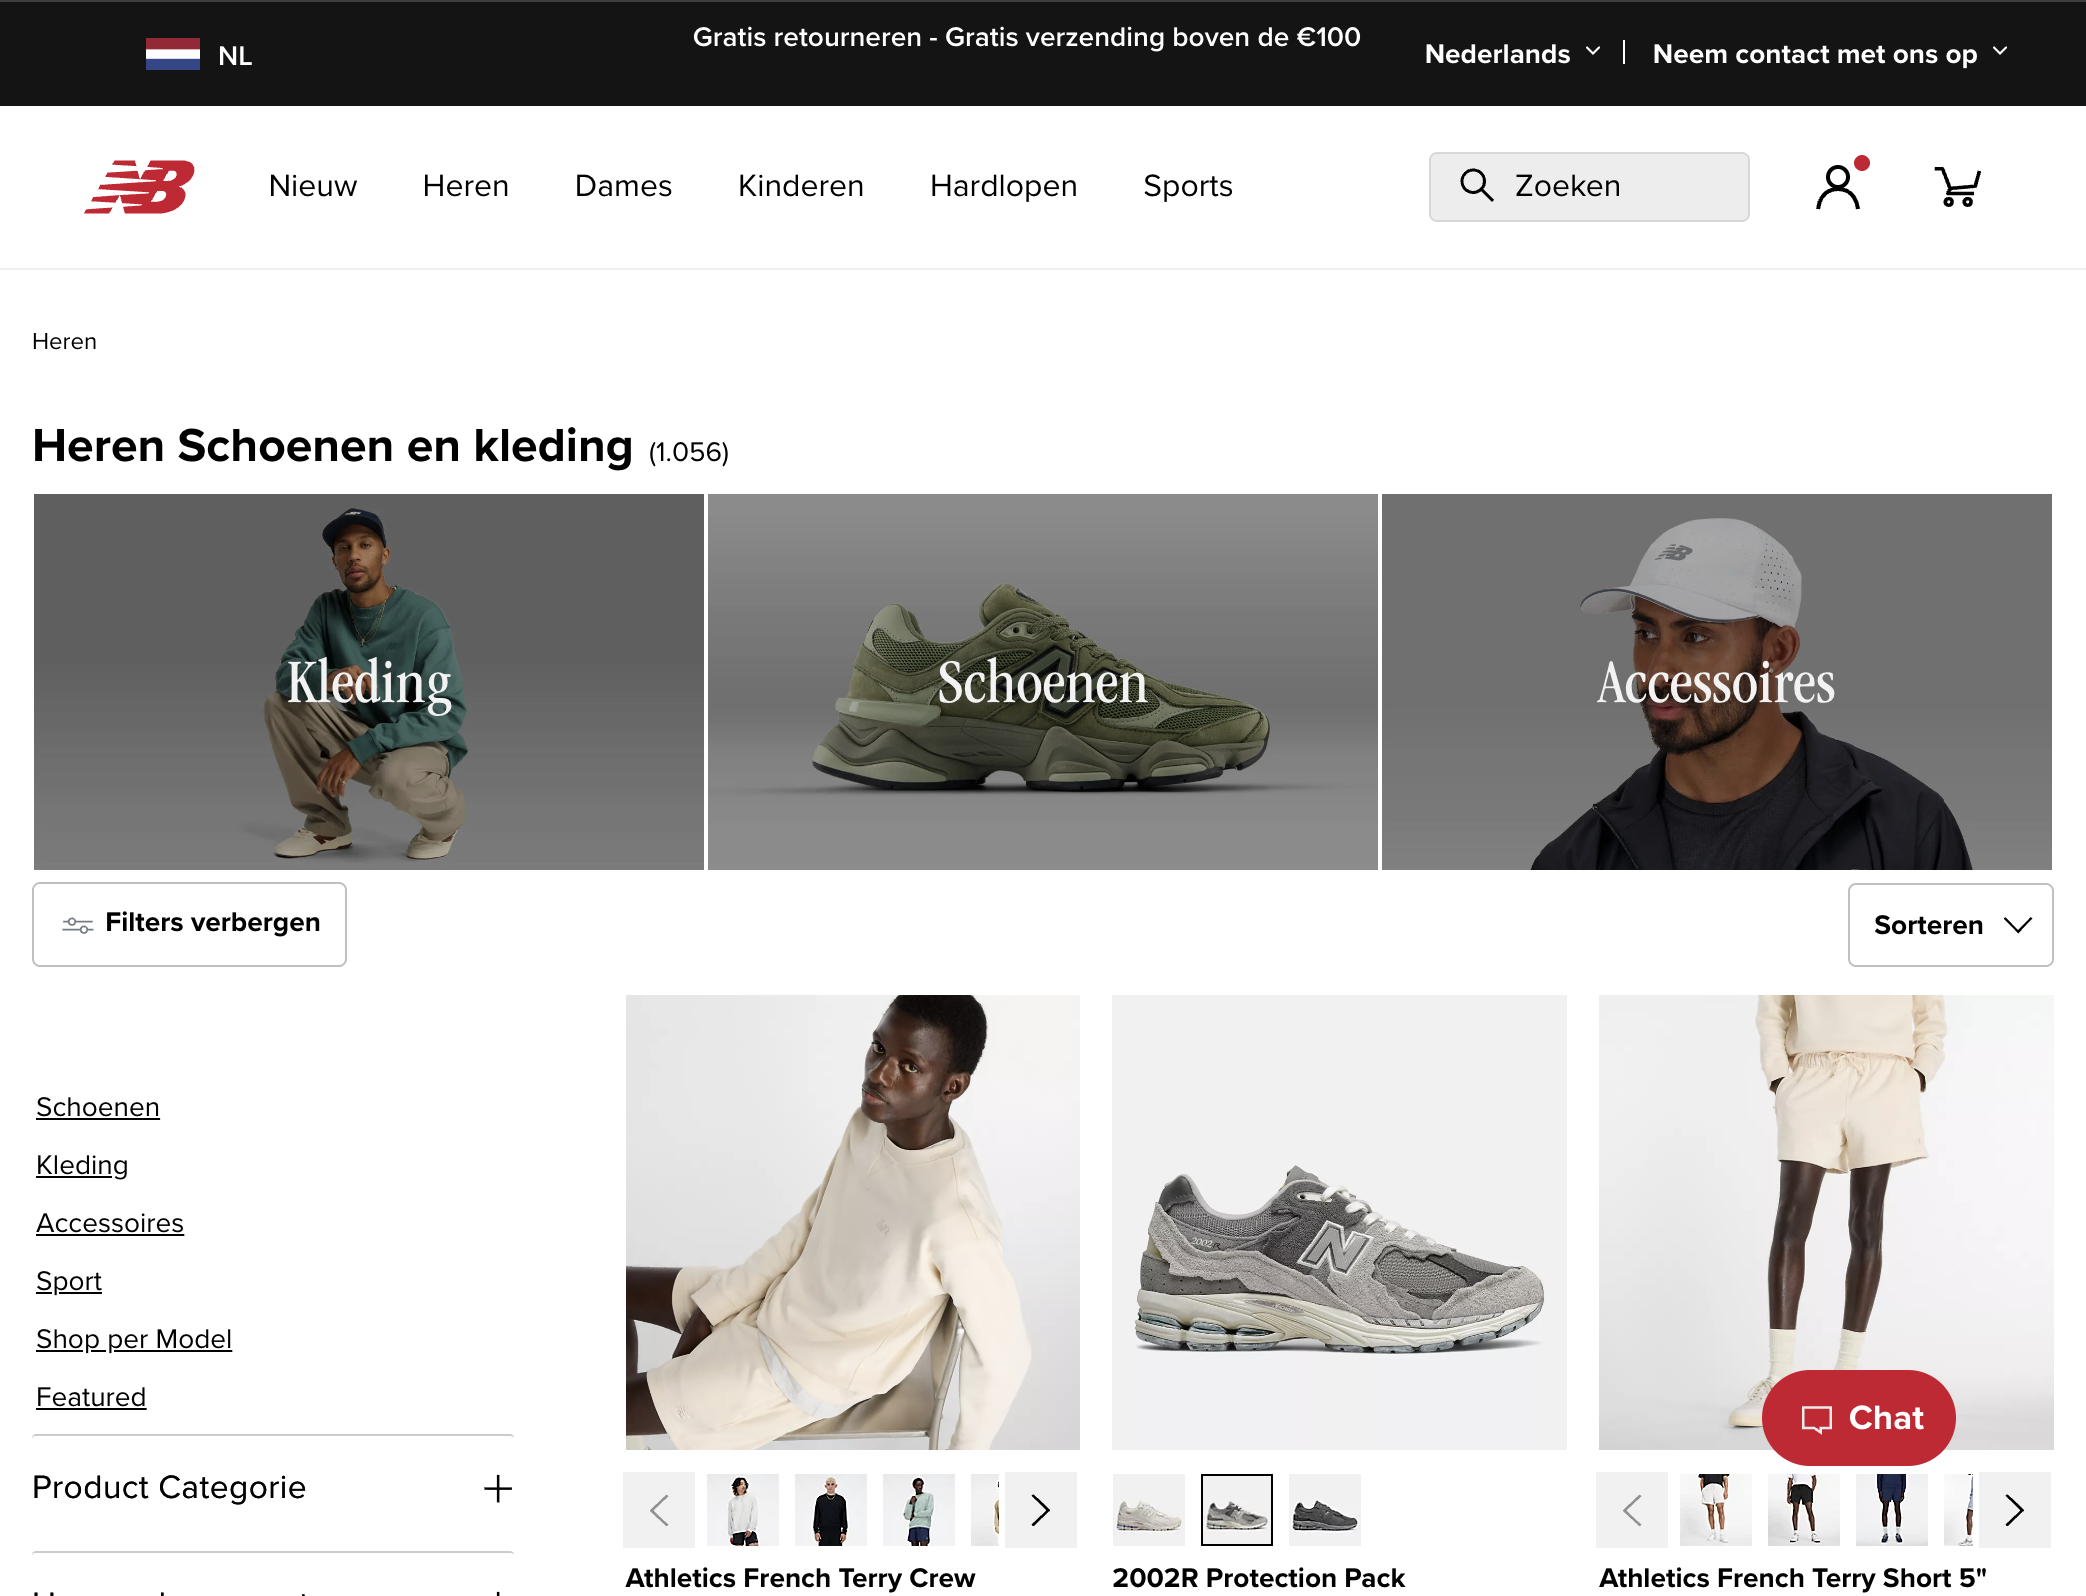 NL
Gratis retourneren - Gratis verzending boven de €100
Nederlands
Neem contact met ons op
NB
Nieuw
Heren
Dames
Kinderen
Hardlopen
Sports
Zoeken
Heren
Heren Schoenen en kleding (1.056)
Kleding
Schoenen
Accessoires
Filters verbergen
Sorteren
Schoenen
Kleding
Accessoires
Sport
Shop per Model
Featured
Product Categorie
Chat
Athletics French Terry Crew
2002R Protection Pack
Athletics French Terry Short 5"